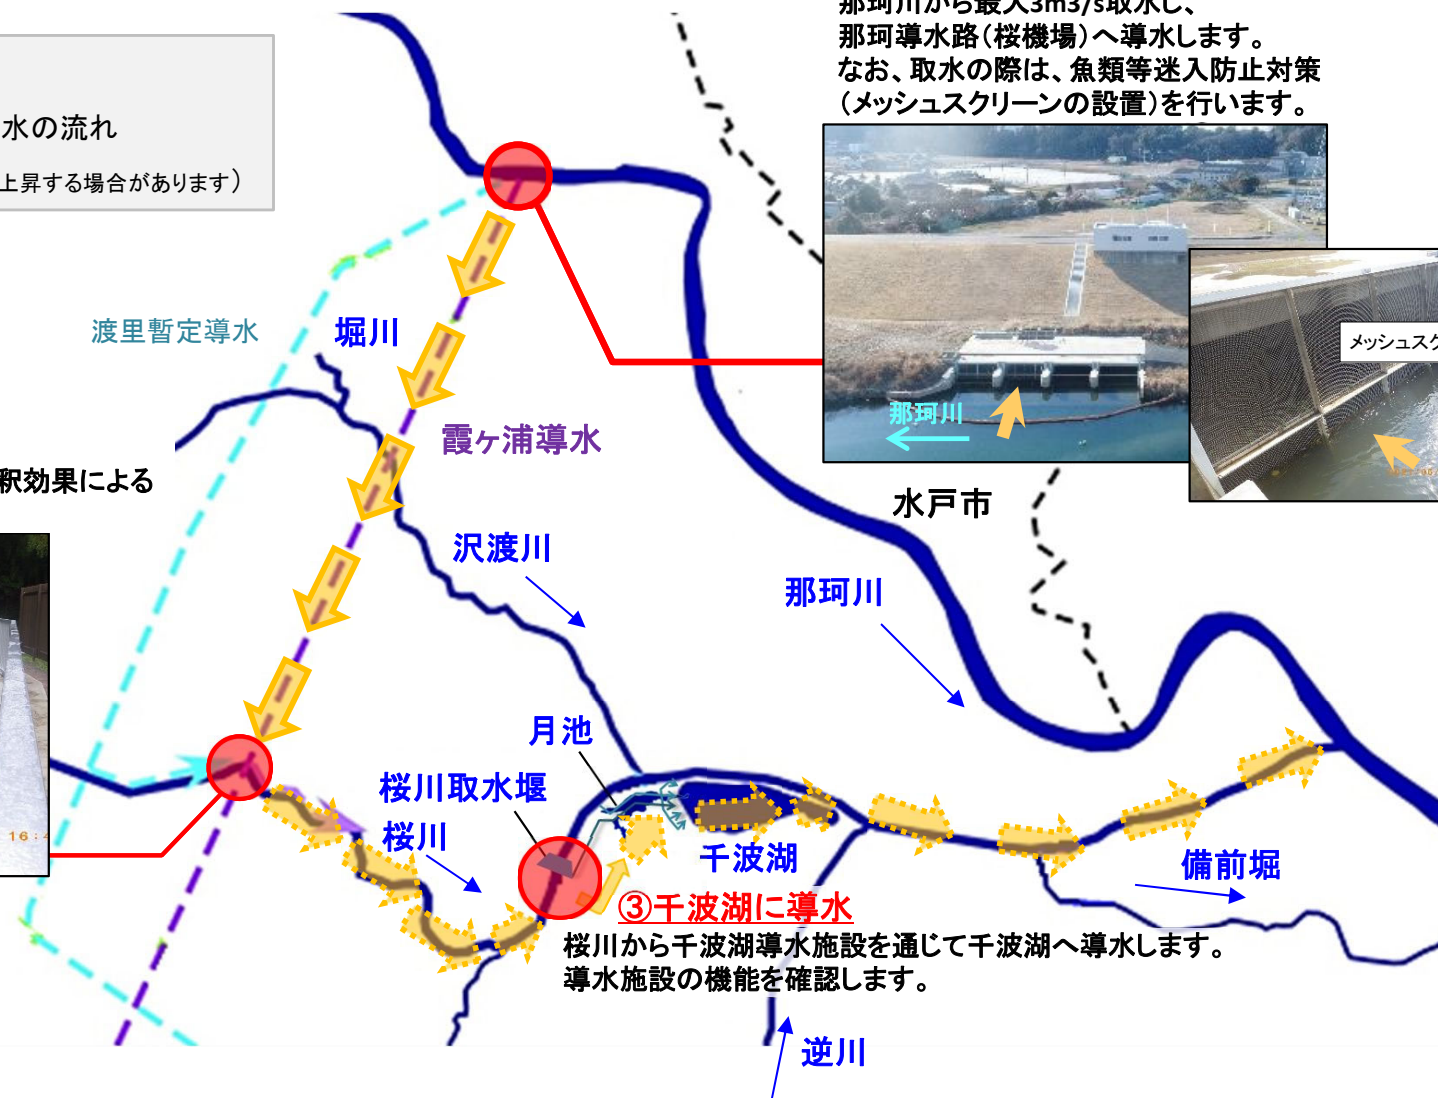 那珂川から最大3m3/s取水し、
那珂導水路（桜機場）へ導水します。
なお、取水の際は、魚類等迷入防止対策
（メッシュスクリーンの設置）を行います。
水の流れ
上昇する場合があります）
渡里暫定導水
堀川
メッシュスク
那珂川
霞ヶ浦導水
釈効果による
水戸市
沢渡川
那珂川
月池
桜川取水堰
桜川
16:
千波湖
備前堀
③千波湖に導水
桜川から千波湖導水施設を通じて千波湖へ導水します。
導水施設の機能を確認します。
逆川